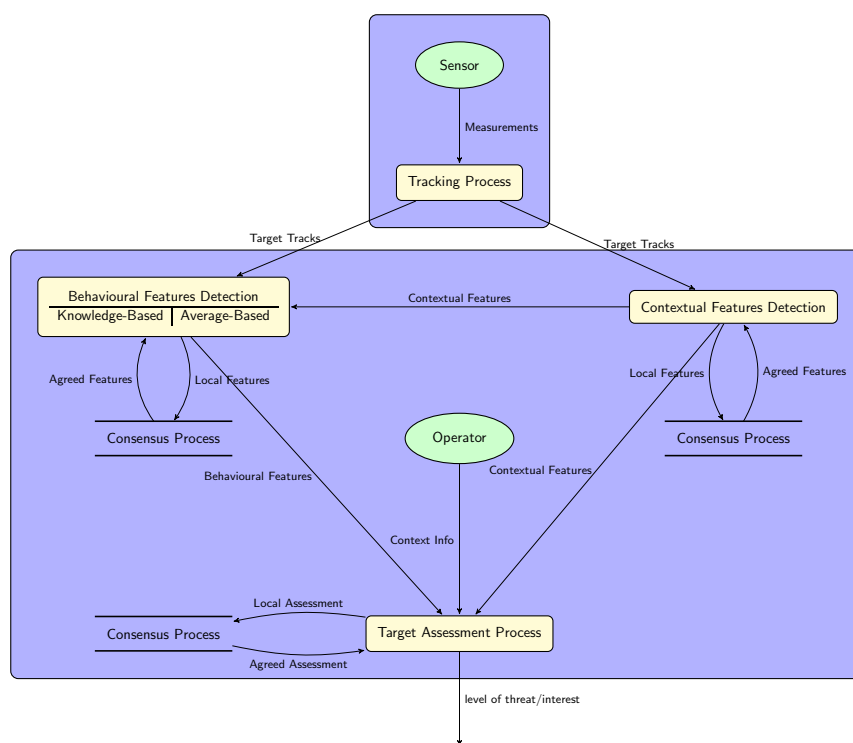 Sensor
Measurements
Tracking Process
Target Tracks
Target Tracks
Behavioural Features Detection
Knowledge-Based | Average-Based
Contextual Features
Contextual Features Detection
Agreed Features
Local Features
Local Features
Agreed Features
Consensus Process
Operator
Consensus Process
Behavioural Features
Contextual Features
Context Info
Local Assessment
Consensus Process
Target Assessment Process
Agreed Assessment
level of threat/interest